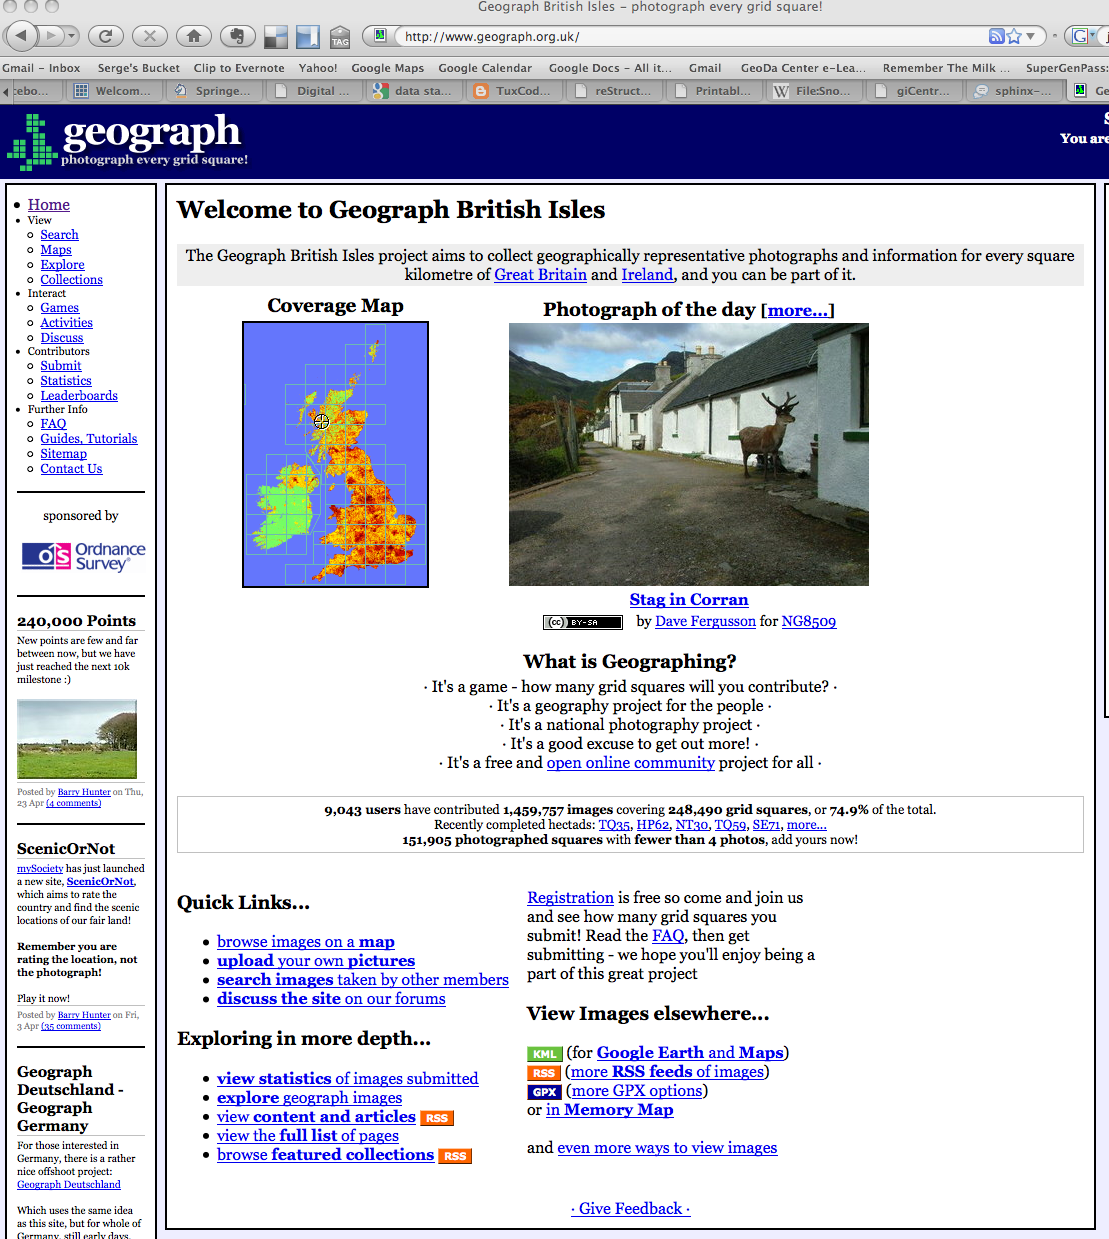 Geograph British Isles – photograph every grid square!
TAG
http://www.geograph.org.uk/
Gmail – Inbox Serge's Bucket Clip to Evernote Yahoo! Google Maps Google Calendar Google Docs – All it... Gmail GeoDa Center e-Lea... Remember The Milk ... SuperGenPass:
cebo... Welcom... Springe... Digital ... data sta... TuxCod... reStruct... Printabl... File:Sno... giCentr... sphinx-... Ge
geograph
photograph every grid square!
You are
Home
View
Search
Maps
Explore
Collections
Interact
Games
Activities
Discuss
Contributors
Submit
Statistics
Leaderboards
Further Info
FAQ
Guides, Tutorials
Sitemap
Contact Us
sponsored by
OS Ordnance
Survey®
240,000 Points
New points are few and far
between now, but we have
just reached the next 10k
milestone :)
Posted by Barry Hunter on Thu,
23 Apr (4 comments)
ScenicOrNot
mySociety has just launched
a new site, ScenicOrNot,
which aims to rate the
country and find the scenic
locations of our fair land!
Remember you are
rating the location, not
the photograph!
Play it now!
Posted by Barry Hunter on Fri,
3 Apr (35 comments)
Geograph
Deutschland -
Geograph
Germany
For those interested in
Germany, there is a rather
nice offshoot project:
Geograph Deutschland
Which uses the same idea
as this site, but for whole of
Germany, still early days,
Welcome to Geograph British Isles
The Geograph British Isles project aims to collect geographically representative photographs and information for every square
kilometre of Great Britain and Ireland, and you can be part of it.
Coverage Map
Photograph of the day [more...]
Stag in Corran
(cc) BY-SA by Dave Fergusson for NG8509
What is Geographing?
· It's a game - how many grid squares will you contribute? ·
· It's a geography project for the people ·
· It's a national photography project ·
· It's a good excuse to get out more! ·
· It's a free and open online community project for all ·
9,043 users have contributed 1,459,757 images covering 248,490 grid squares, or 74.9% of the total.
Recently completed hectads: TQ35, HP62, NT30, TQ59, SE71, more...
151,905 photographed squares with fewer than 4 photos, add yours now!
Quick Links...
browse images on a map
upload your own pictures
search images taken by other members
discuss the site on our forums
Exploring in more depth...
view statistics of images submitted
explore geograph images
view content and articles RSS
view the full list of pages
browse featured collections RSS
Registration is free so come and join us
and see how many grid squares you
submit! Read the FAQ, then get
submitting - we hope you'll enjoy being a
part of this great project
View Images elsewhere...
KML (for Google Earth and Maps)
RSS (more RSS feeds of images)
GPX (more GPX options)
or in Memory Map
and even more ways to view images
· Give Feedback ·